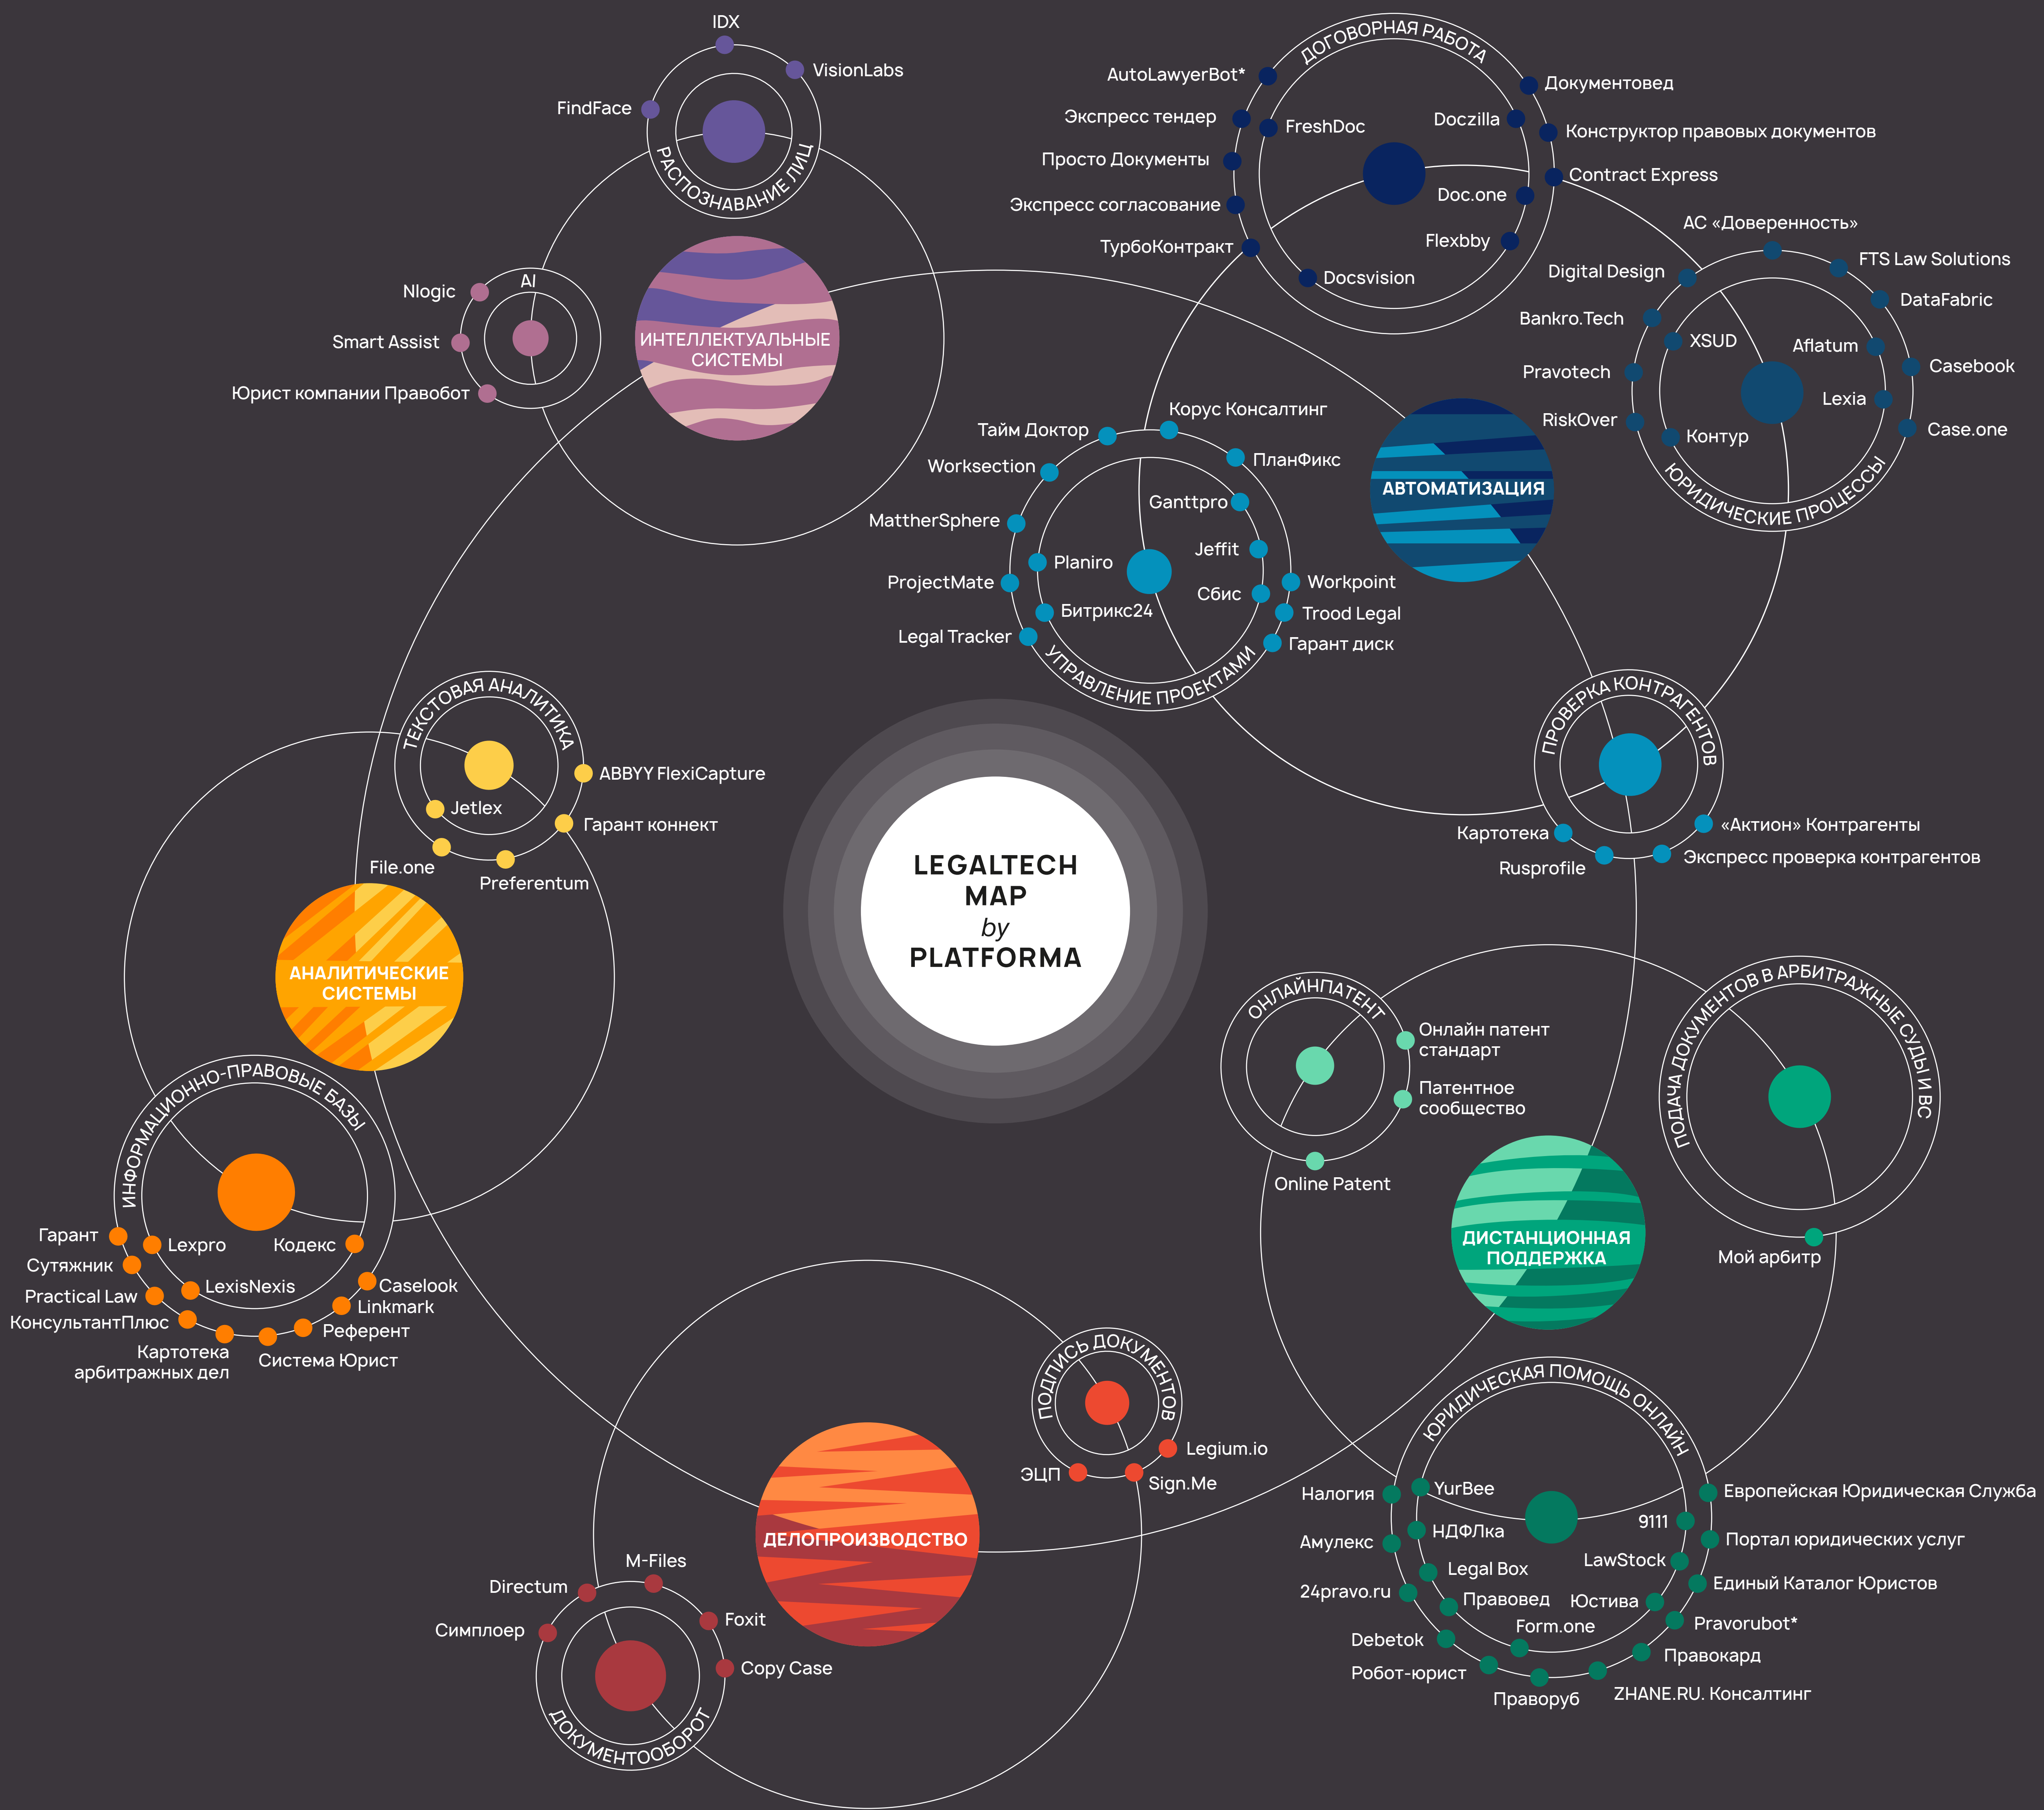 IDX
VisionLabs
FindFace
РАСПОЗНАВАНИЕ ЛИЦ
AI
Nlogic
Smart Assist
Юрист компании Правобот
ИНТЕЛЛЕКТУАЛЬНЫЕ
СИСТЕМЫ
ДОГОВОРНАЯ РАБОТА
AutoLawyerBot*
Экспресс тендер
Просто Документы
Экспресс согласование
ТурбоКонтракт
FreshDoc
Doczilla
Doc.one
Flexbby
Docsvision
Документовед
Конструктор правовых документов
Contract Express
АС «Доверенность»
FTS Law Solutions
Digital Design
DataFabric
Bankro.Tech
XSUD
Aflatum
Pravotech
Casebook
Lexia
RiskOver
Контур
Case.one
ЮРИДИЧЕСКИЕ ПРОЦЕССЫ
АВТОМАТИЗАЦИЯ
Корус Консалтинг
Тайм Доктор
ПланФикс
Worksection
Ganttpro
MattherSphere
Jeffit
Planiro
ProjectMate
Workpoint
Сбис
Битрикс24
Trood Legal
Legal Tracker
Гарант диск
УПРАВЛЕНИЕ ПРОЕКТАМИ
ПРОВЕРКА КОНТРАГЕНТОВ
Картотека
«Актион» Контрагенты
Rusprofile
Экспресс проверка контрагентов
ТЕКСТОВАЯ АНАЛИТИКА
ABBYY FlexiCapture
Jetlex
Гарант коннект
File.one
Preferentum
АНАЛИТИЧЕСКИЕ
СИСТЕМЫ
LEGALTECH
MAP
by
PLATFORMA
ИНФОРМАЦИОННО-ПРАВОВЫЕ БАЗЫ
Гарант
Lexpro
Кодекс
Сутяжник
LexisNexis
Caselook
Practical Law
Linkmark
КонсультантПлюс
Референт
Картотека
арбитражных дел
Система Юрист
ОНЛАЙНПАТЕНТ
Онлайн патент
стандарт
Патентное
сообщество
Online Patent
ПОДАЧА ДОКУМЕНТОВ В АРБИТРАЖНЫЕ СУДЫ И ВС
Мой арбитр
ДИСТАНЦИОННАЯ
ПОДДЕРЖКА
ПОДПИСЬ ДОКУМЕНТОВ
Legium.io
ЭЦП
Sign.Me
ДЕЛОПРОИЗВОДСТВО
M-Files
Directum
Foxit
Симплоер
Copy Case
ДОКУМЕНТООБОРОТ
ЮРИДИЧЕСКАЯ ПОМОЩЬ ОНЛАЙН
Налогия
YurBee
Европейская Юридическая Служба
9111
НДФЛка
Амулекс
Портал юридических услуг
LawStock
Legal Box
Единый Каталог Юристов
24pravo.ru
Правовед
Юстива
Form.one
Pravorubot*
Debetok
Правокард
Робот-юрист
Праворуб
ZHANE.RU. Консалтинг